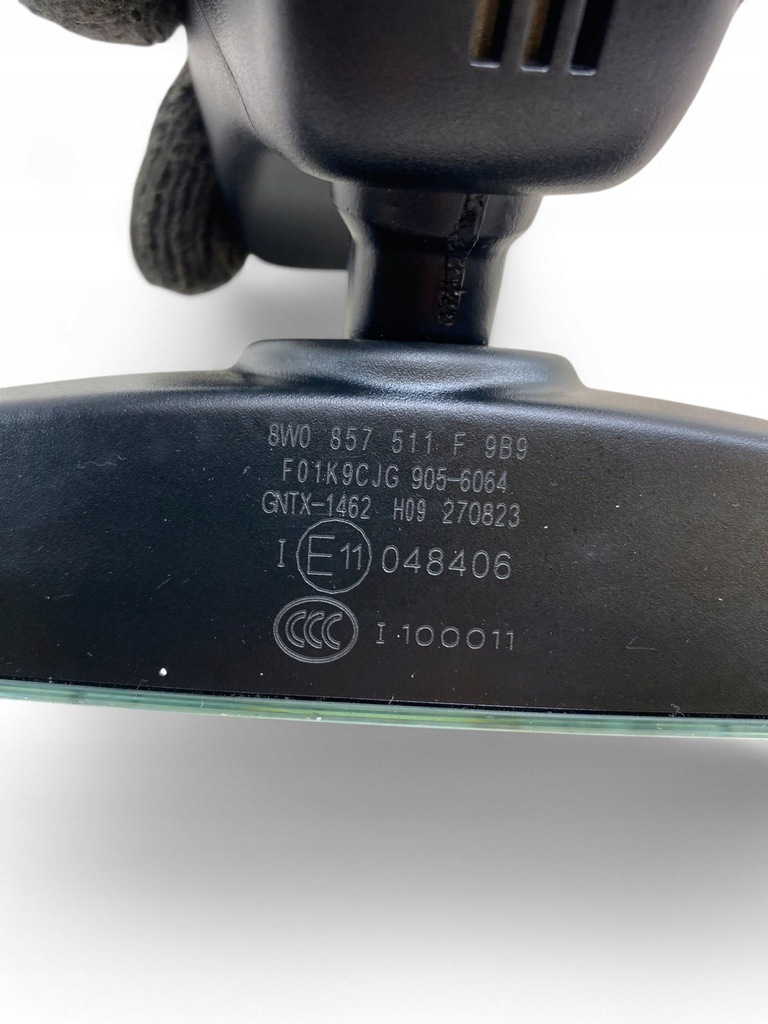 8W0 857 511 F 9B9
F01K9CJG 905-6064
GNTX-1462 H09 270823
I E11 048406
CCC I 100011